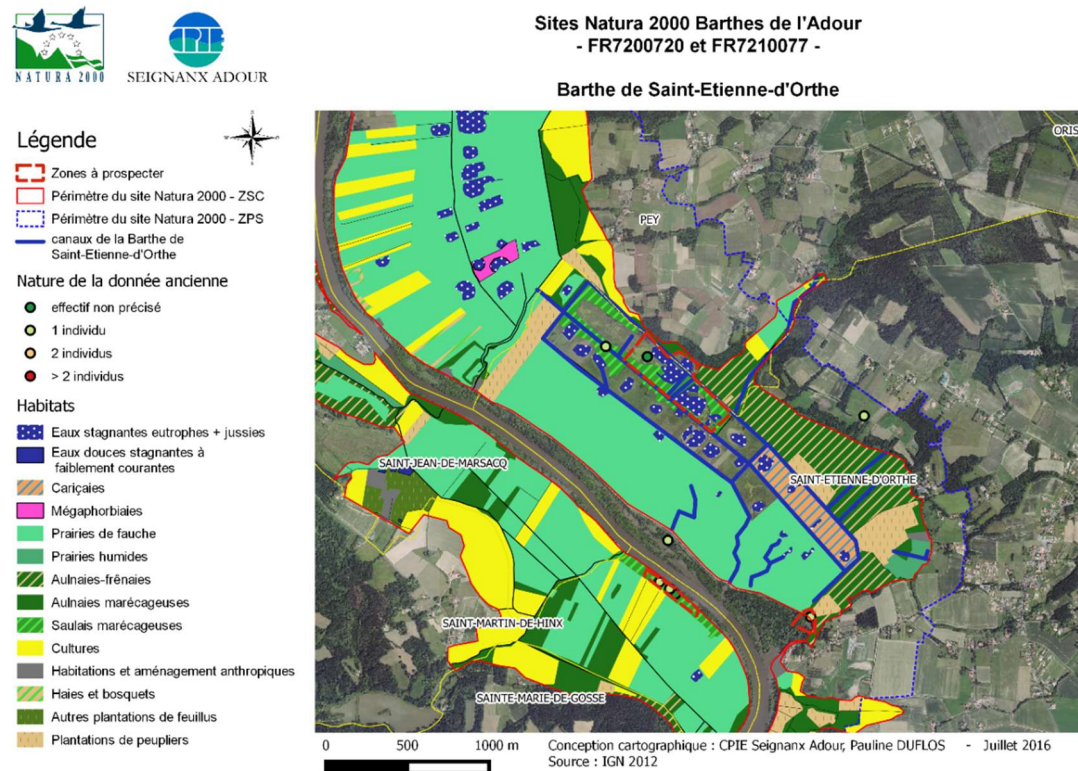 Sites Natura 2000 Barthes de l'Adour
- FR7200720 et FR7210077 -
Barthe de Saint-Etienne-d'Orthe
NATURA 2000
CPIE
SEIGNANX ADOUR
Légende
Zones à prospecter
Périmètre du site Natura 2000 - ZSC
Périmètre du site Natura 2000 - ZPS
canaux de la Barthe de
Saint-Etienne-d'Orthe
Nature de la donnée ancienne
effectif non précisé
1 individu
2 individus
> 2 individus
Habitats
Eaux stagnantes eutrophes + jussies
Eaux douces stagnantes à
faiblement courantes
Cariçaies
Mégaphorbiaies
Prairies de fauche
Prairies humides
Aulnaies-frênaies
Aulnaies marécageuses
Saulais marécageuses
Cultures
Habitations et aménagement anthropiques
Haies et bosquets
Autres plantations de feuillus
Plantations de peupliers
ORIS
PEY
SAINT-JEAN-DE-MARSACQ
SAINT-ETIENNE-D'ORTHE
SAINT-MARTIN-DE-HINX
SAINTE-MARIE-DE-GOSSE
0 500 1000 m
Conception cartographique : CPIE Seignanx Adour, Pauline DUFLOS - Juillet 2016
Source : IGN 2012